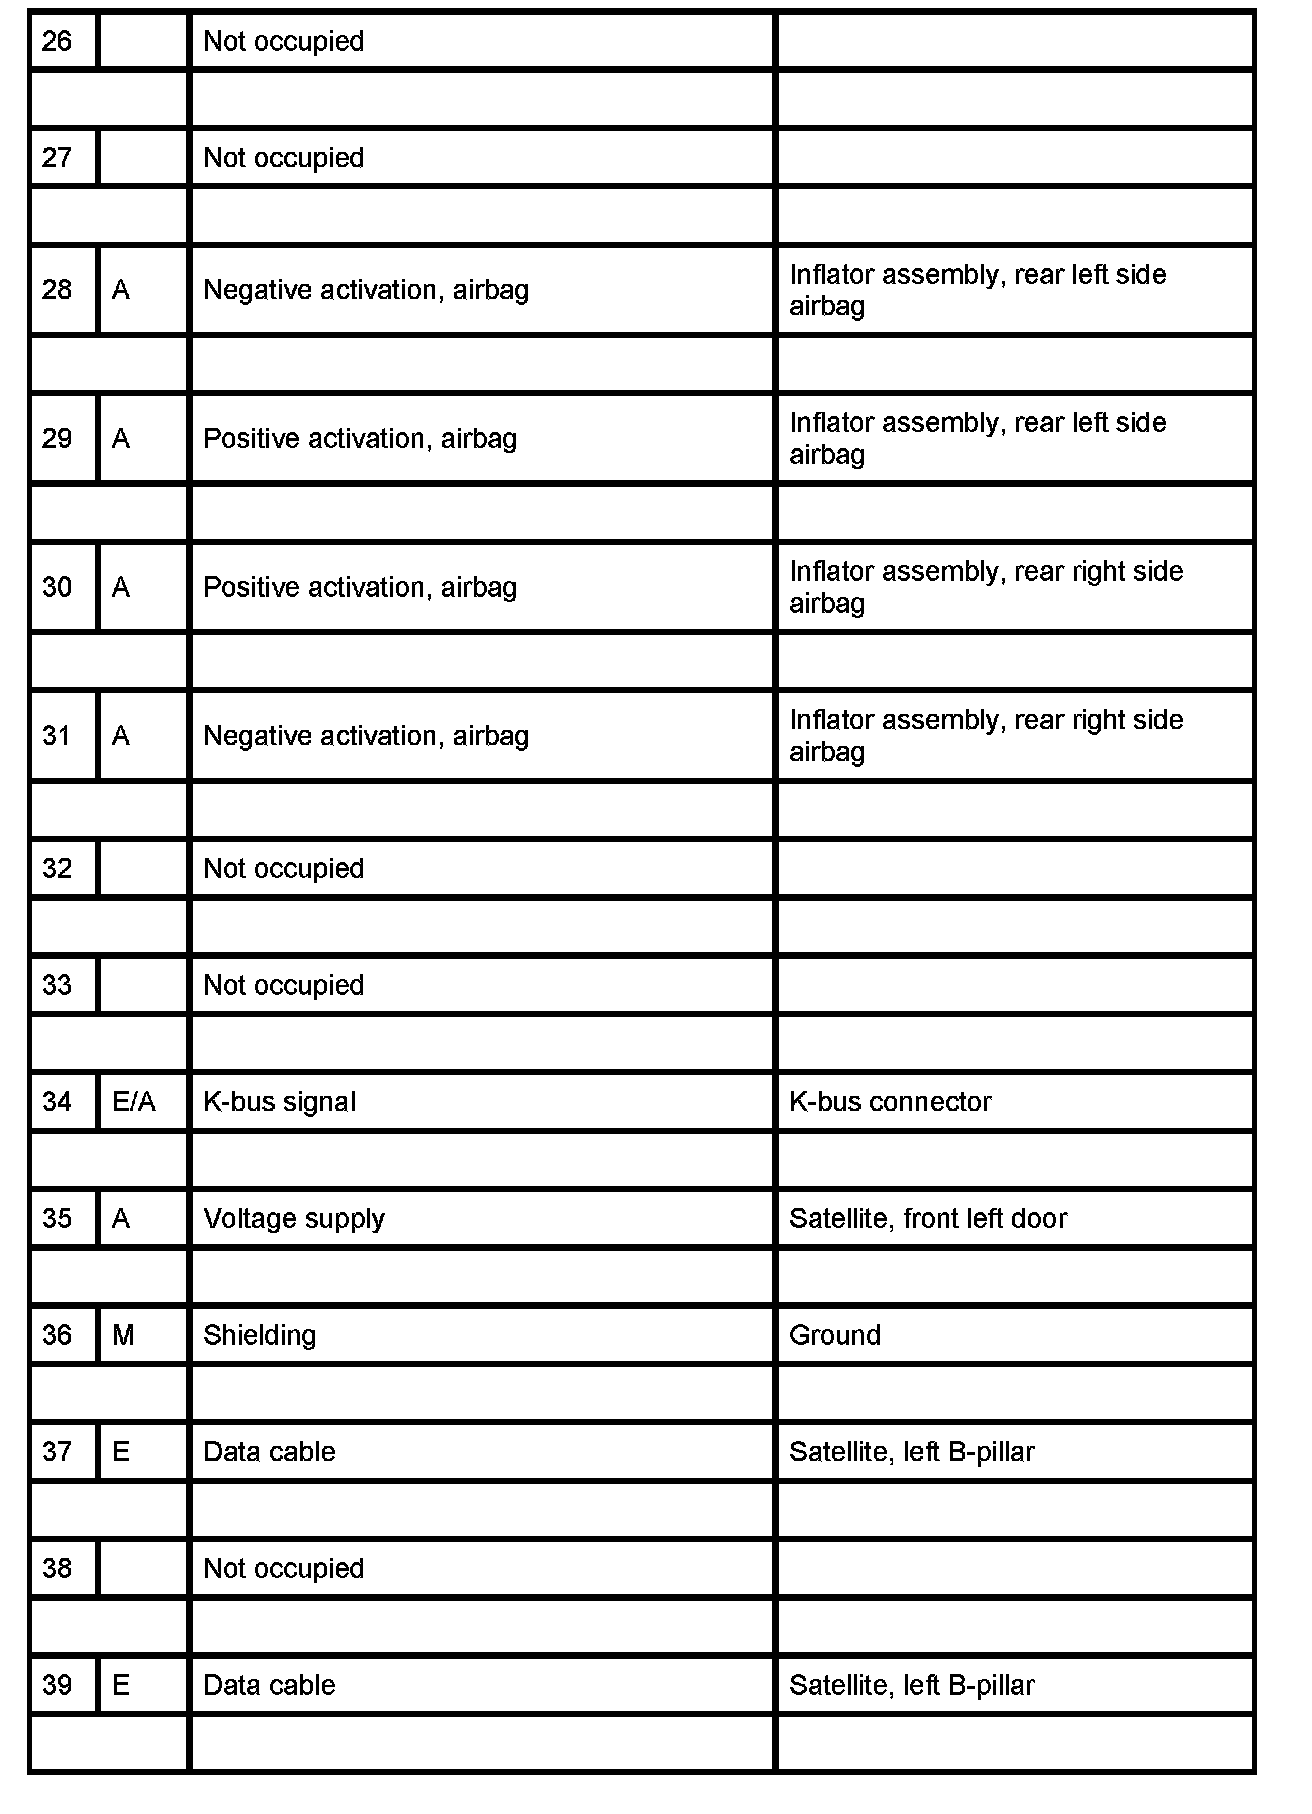 26 Not occupied
27 Not occupied
28 A Negative activation, airbag Inflator assembly, rear left side
airbag
29 A Positive activation, airbag Inflator assembly, rear left side
airbag
30 A Positive activation, airbag Inflator assembly, rear right side
airbag
31 A Negative activation, airbag Inflator assembly, rear right side
airbag
32 Not occupied
33 Not occupied
34 E/A K-bus signal K-bus connector
35 A Voltage supply Satellite, front left door
36 M Shielding Ground
37 E Data cable Satellite, left B-pillar
38 Not occupied
39 E Data cable Satellite, left B-pillar